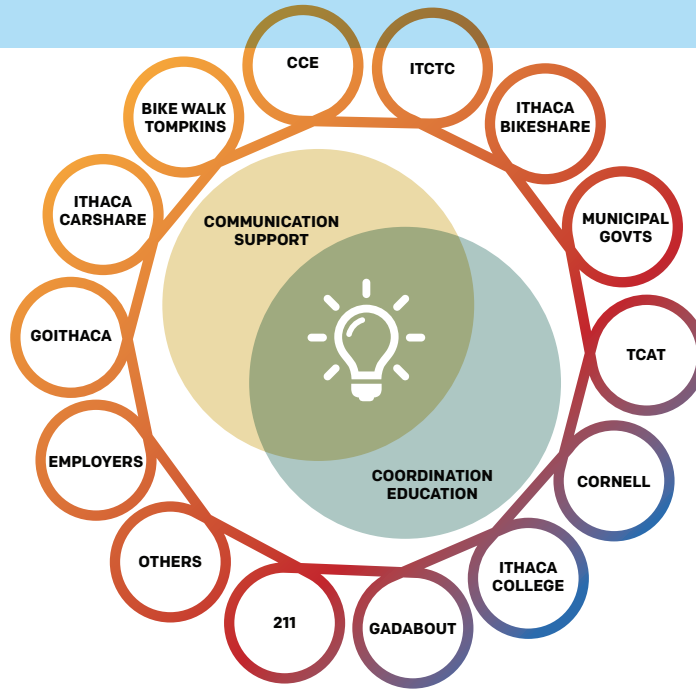 CCE
ITCTC
BIKE WALK
TOMPKINS
ITHACA
BIKESHARE
ITHACA
CARSHARE
MUNICIPAL
GOVTS
COMMUNICATION
SUPPORT
GOITHACA
TCAT
EMPLOYERS
COORDINATION
EDUCATION
CORNELL
OTHERS
ITHACA
COLLEGE
211
GADABOUT